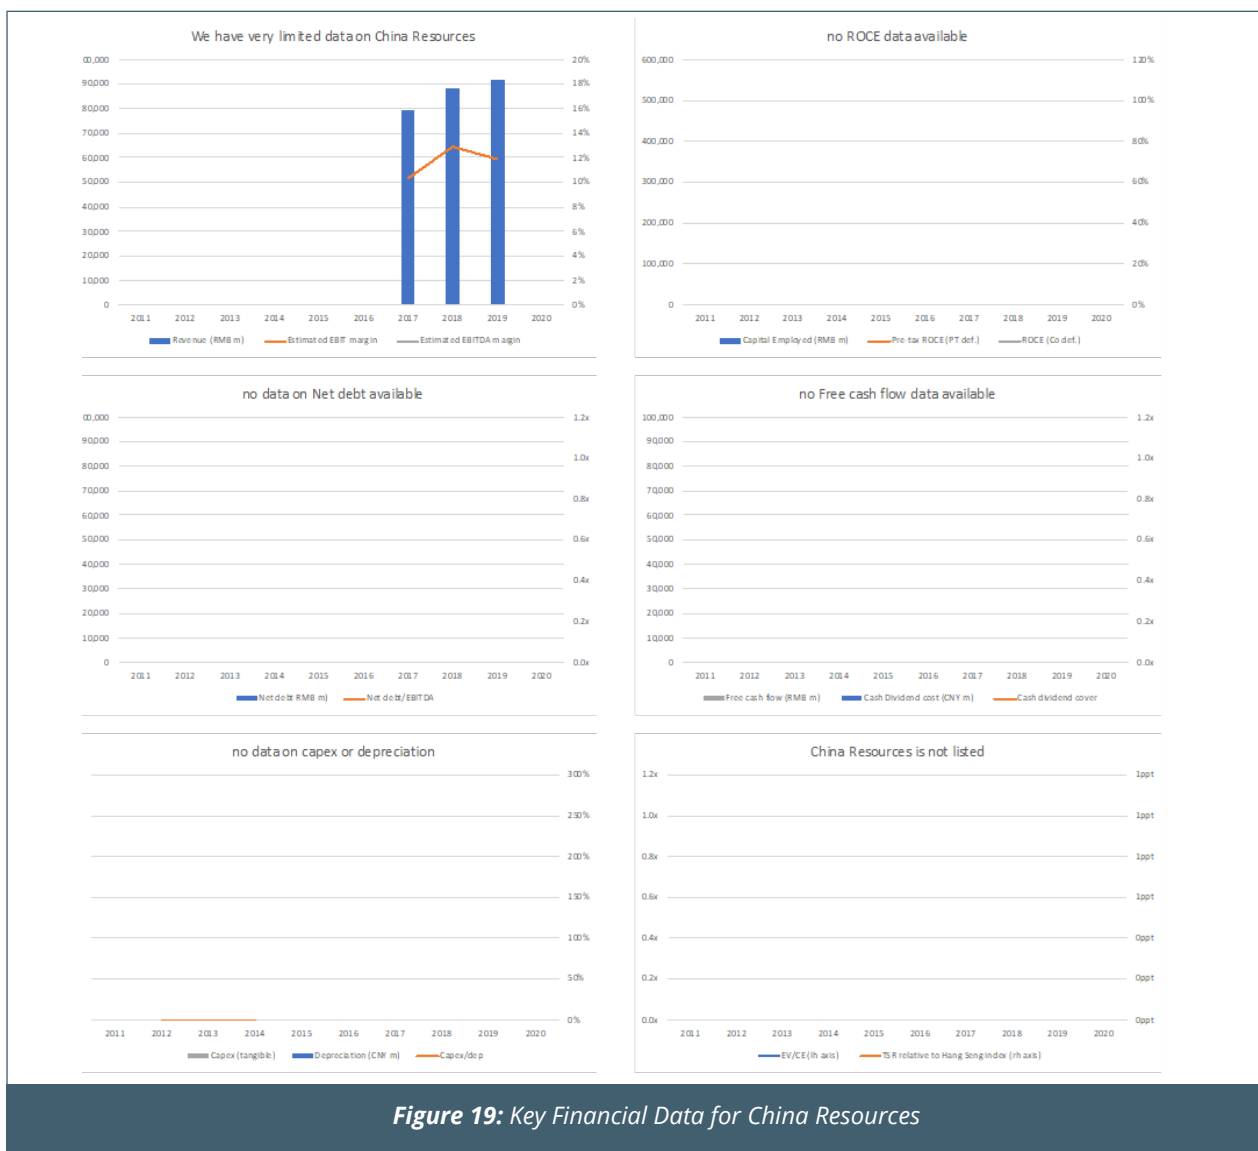 We have very limited data on China Resources
00,000
90,000
80,000
70,000
60,000
50,000
40,000
30,000
20,000
10,000
0
20%
18%
16%
14%
12%
10%
8%
6%
4%
2%
0%
2011 2012 2013 2014 2015 2016 2017 2018 2019 2020
Revenue (RMB m) Estimated EBIT margin Estimated EBITDA margin
no ROCE data available
600,000
500,000
400,000
300,000
200,000
100,000
0
120%
100%
80%
60%
40%
20%
0%
2011 2012 2013 2014 2015 2016 2017 2018 2019 2020
Capital Employed (RMB m) Pre-tax ROCE (PT def.) ROCE (Co def.)
no data on Net debt available
00,000
90,000
80,000
70,000
60,000
50,000
40,000
30,000
20,000
10,000
0
1.2x
1.0x
0.8x
0.6x
0.4x
0.2x
0.0x
2011 2012 2013 2014 2015 2016 2017 2018 2019 2020
Net debt RMB m) Net debt/EBITDA
no Free cash flow data available
100,000
90,000
80,000
70,000
60,000
50,000
40,000
30,000
20,000
10,000
0
1.2x
1.0x
0.8x
0.6x
0.4x
0.2x
0.0x
2011 2012 2013 2014 2015 2016 2017 2018 2019 2020
Free cash flow (RMB m) Cash Dividend cost (CNY m) Cash dividend cover
no data on capex or depreciation
300%
250%
200%
150%
100%
50%
0%
2011 2012 2013 2014 2015 2016 2017 2018 2019 2020
Capex (tangible) Depreciation (CNY m) Capex/dep
China Resources is not listed
1.2x
1.0x
0.8x
0.6x
0.4x
0.2x
0.0x
1ppt
1ppt
1ppt
1ppt
0ppt
0ppt
0ppt
2011 2012 2013 2014 2015 2016 2017 2018 2019 2020
EV/CE (lh axis) TSR relative to Hang Seng index (rh axis)
Figure 19: Key Financial Data for China Resources